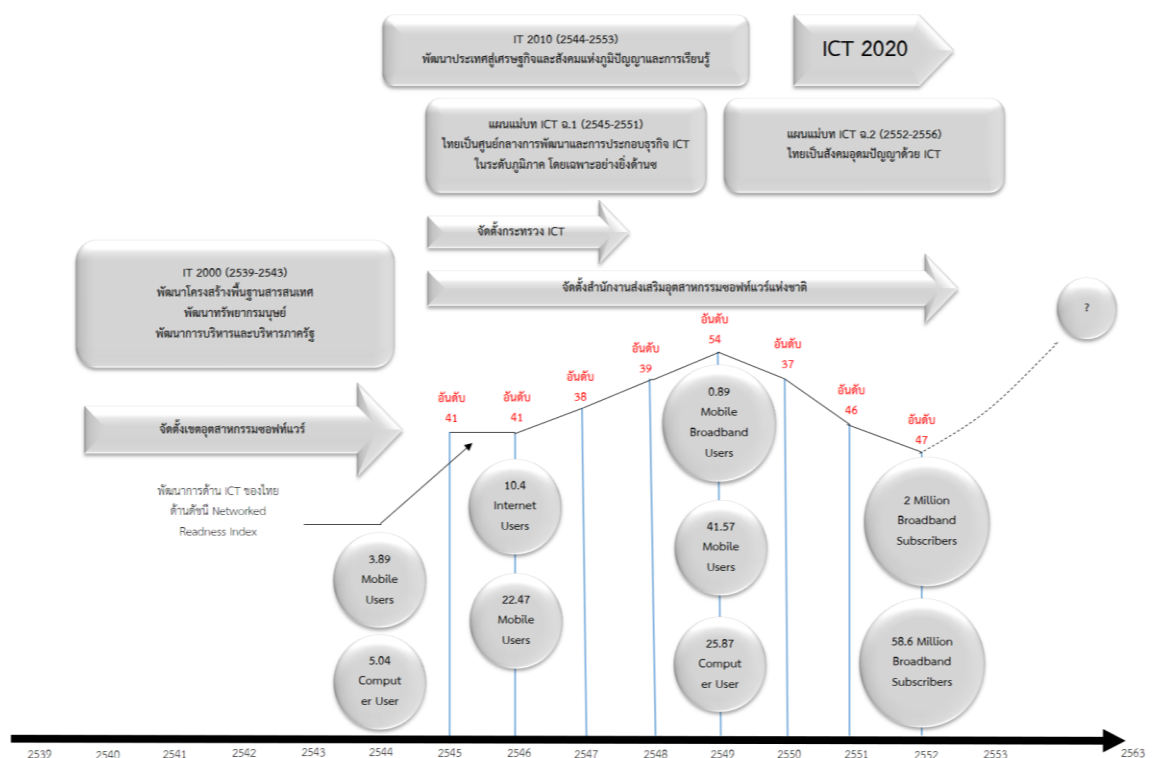 IT 2010 (2544-2553)
พัฒนาประเทศสู่เศรษฐกิจและสังคมแห่งภูมิปัญญาและการเรียนรู้
ICT 2020
แผนแม่บท ICT ฉ.1 (2545-2551)
ไทยเป็นศูนย์กลางการพัฒนาและการประกอบธุรกิจ ICT
ในระดับภูมิภาค โดยเฉพาะอย่างยิ่งด้านซ
แผนแม่บท ICT ฉ.2 (2552-2556)
ไทยเป็นสังคมอุดมปัญญาด้วย ICT
จัดตั้งกระทรวง ICT
IT 2000 (2539-2543)
พัฒนาโครงสร้างพื้นฐานสารสนเทศ
พัฒนาทรัพยากรมนุษย์
พัฒนาการบริหารและบริหารภาครัฐ
จัดตั้งสำนักงานส่งเสริมอุตสาหกรรมซอฟท์แวร์แห่งชาติ
?
จัดตั้งเขตอุตสาหกรรมซอฟท์แวร์
อันดับ
41
อันดับ
41
อันดับ
38
อันดับ
39
อันดับ
54
อันดับ
37
อันดับ
46
อันดับ
47
พัฒนาการด้าน ICT ของไทย
ด้านดัชนี Networked
Readness Index
3.89
Mobile
Users
5.04
Comput
er User
10.4
Internet
Users
22.47
Mobile
Users
0.89
Mobile
Broadband
Users
41.57
Mobile
Users
25.87
Comput
er User
2 Million
Broadband
Subscribers
58.6 Million
Broadband
Subscribers
2539 2540 2541 2542 2543 2544 2545 2546 2547 2548 2549 2550 2551 2552 2553 2563